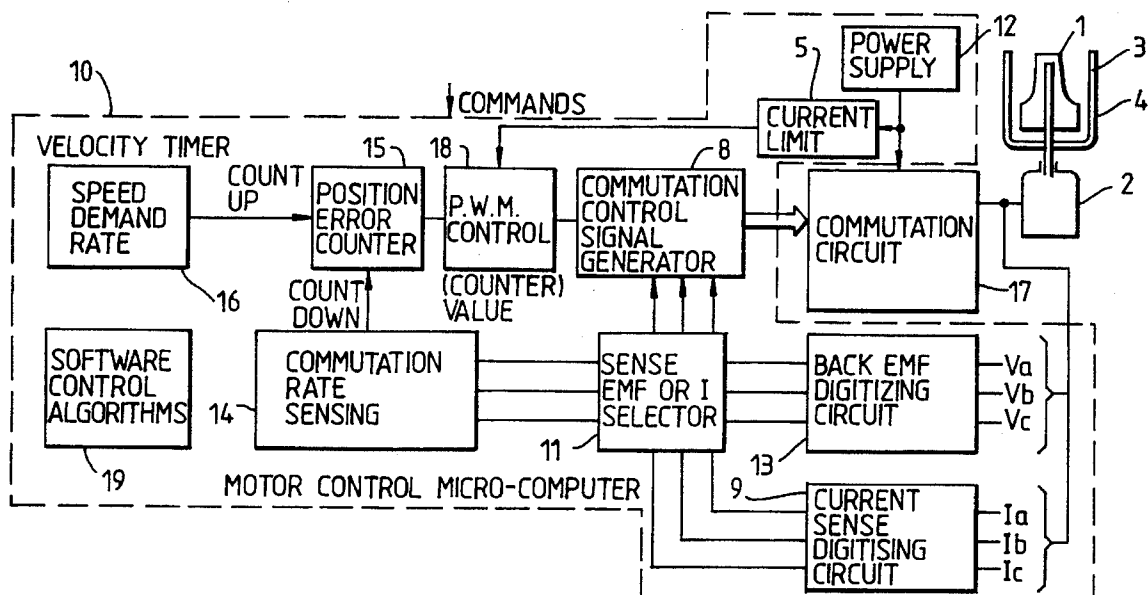 12
1
POWER
SUPPLY
3
5
4
10
COMMANDS
CURRENT
LIMIT
VELOCITY TIMER
15
18
8
SPEED
DEMAND
RATE
COUNT
UP
POSITION
ERROR
COUNTER
P.W.M.
CONTROL
COMMUTATION
CONTROL
SIGNAL
GENERATOR
COMMUTATION
CIRCUIT
2
16
COUNT
DOWN
(COUNTER)
VALUE
17
SOFTWARE
CONTROL
ALGORITHMS
COMMUTATION
RATE
SENSING
SENSE
EMF OR I
SELECTOR
BACK EMF
DIGITIZING
CIRCUIT
Va
Vb
Vc
14
19
11
13
MOTOR CONTROL MICRO-COMPUTER
9
CURRENT
SENSE
DIGITISING
CIRCUIT
Ia
Ib
Ic